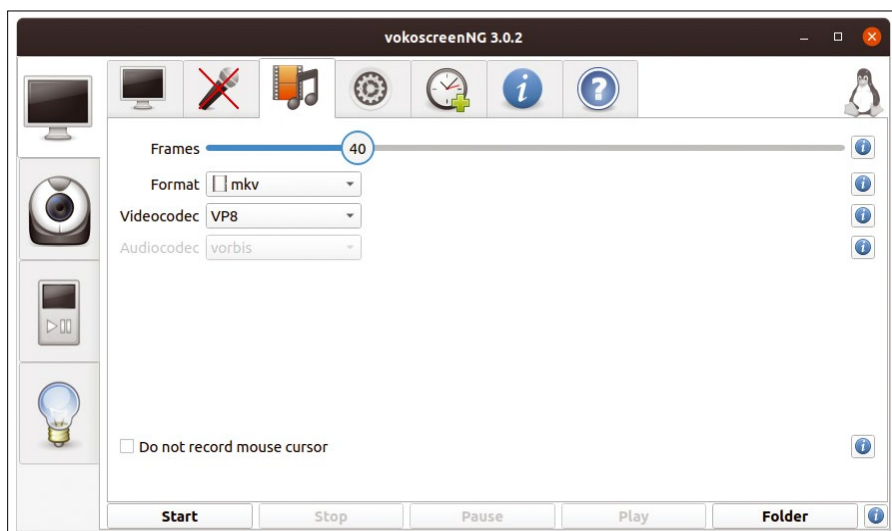 vokoscreenNG 3.0.2
Frames 40
Format mkv
Videocodec VP8
Audiocodec vorbis
Do not record mouse cursor
Start Stop Pause Play Folder